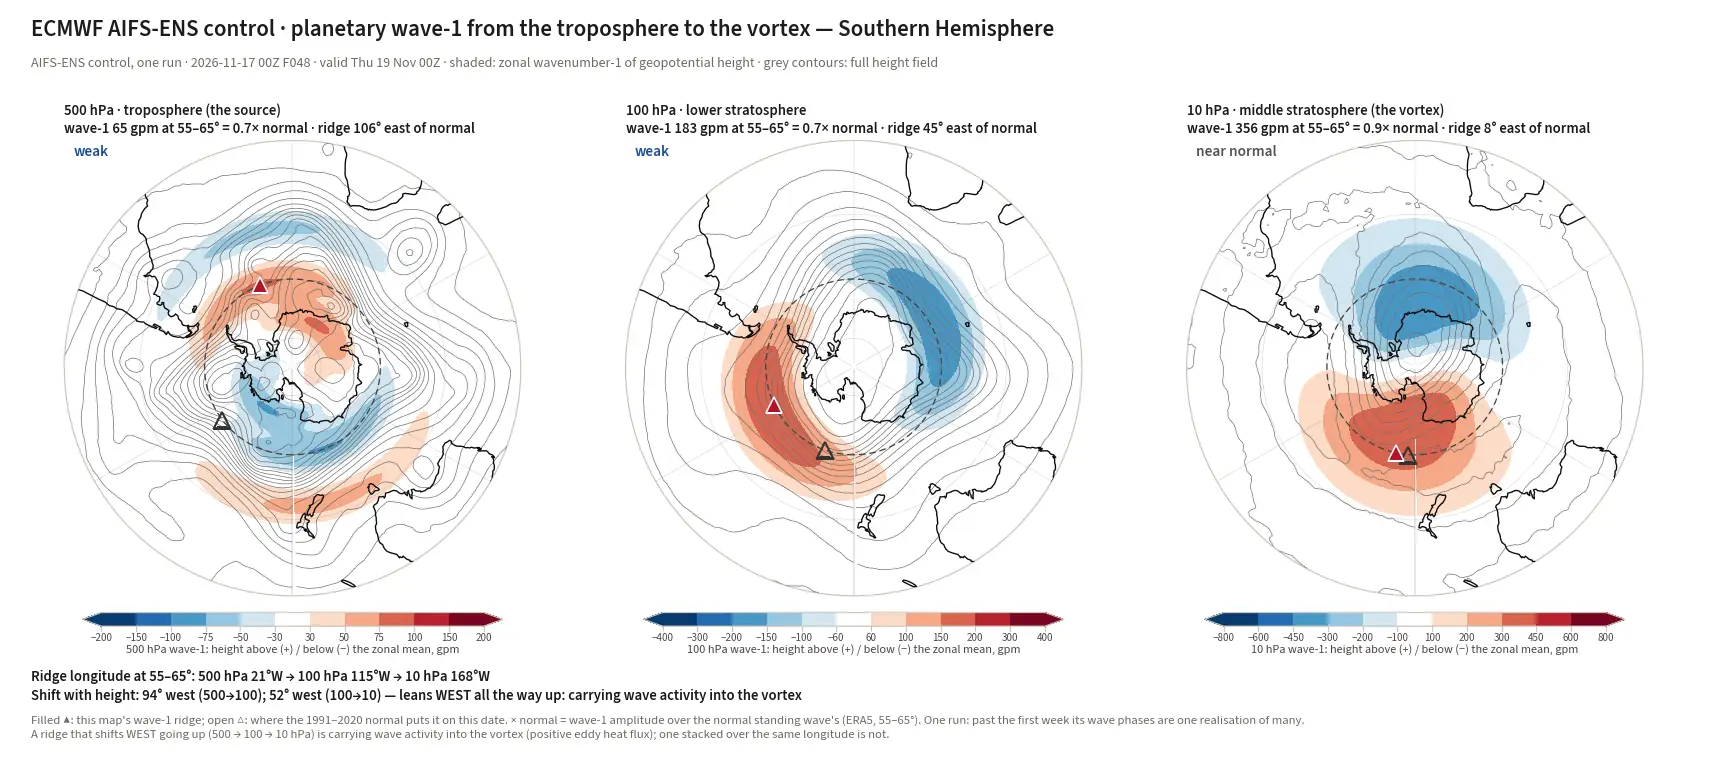 ECMWF AIFS-ENS control · planetary wave-1 from the troposphere to the vortex — Southern Hemisphere
AIFS-ENS control, one run · 2026-11-17 00Z F048 · valid Thu 19 Nov 00Z · shaded: zonal wavenumber-1 of geopotential height · grey contours: full height field
500 hPa · troposphere (the source)
wave-1 65 gpm at 55–65° = 0.7× normal · ridge 106° east of normal
weak
100 hPa · lower stratosphere
wave-1 183 gpm at 55–65° = 0.7× normal · ridge 45° east of normal
weak
10 hPa · middle stratosphere (the vortex)
wave-1 356 gpm at 55–65° = 0.9× normal · ridge 8° east of normal
near normal
−200 −150 −100 −75 −50 −30 30 50 75 100 150 200
500 hPa wave-1: height above (+) / below (−) the zonal mean, gpm
−400 −300 −200 −150 −100 −60 60 100 150 200 300 400
100 hPa wave-1: height above (+) / below (−) the zonal mean, gpm
−800 −600 −450 −300 −200 −100 100 200 300 450 600 800
10 hPa wave-1: height above (+) / below (−) the zonal mean, gpm
Ridge longitude at 55–65°: 500 hPa 21°W → 100 hPa 115°W → 10 hPa 168°W
Shift with height: 94° west (500→100); 52° west (100→10) — leans WEST all the way up: carrying wave activity into the vortex
Filled ▲: this map's wave-1 ridge; open △: where the 1991–2020 normal puts it on this date. × normal = wave-1 amplitude over the normal standing wave's (ERA5, 55–65°). One run: past the first week its wave phases are one realisation of many.
A ridge that shifts WEST going up (500 → 100 → 10 hPa) is carrying wave activity into the vortex (positive eddy heat flux); one stacked over the same longitude is not.